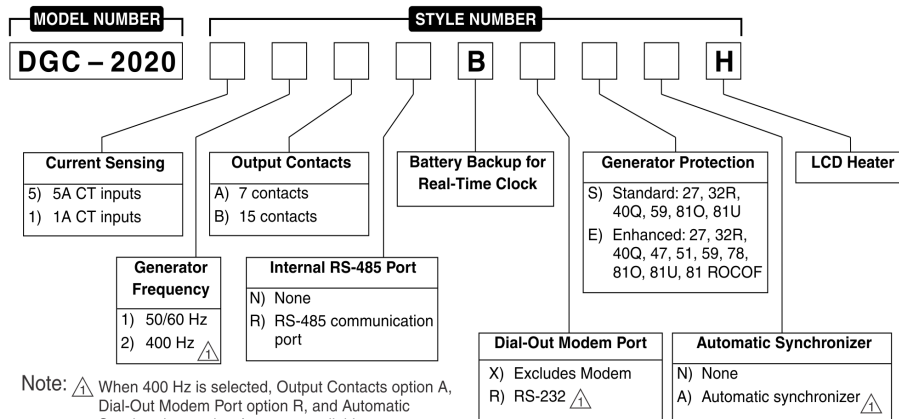 MODEL NUMBER
STYLE NUMBER
DGC – 2020
B
H
Current Sensing
5) 5A CT inputs
1) 1A CT inputs
Output Contacts
A) 7 contacts
B) 15 contacts
Battery Backup for
Real-Time Clock
Generator Protection
S) Standard: 27, 32R,
40Q, 59, 81O, 81U
E) Enhanced: 27, 32R,
40Q, 47, 51, 59, 78,
81O, 81U, 81 ROCOF
LCD Heater
Generator
Frequency
1) 50/60 Hz
2) 400 Hz 1
Internal RS-485 Port
N) None
R) RS-485 communication
port
Dial-Out Modem Port
X) Excludes Modem
R) RS-232 1
Automatic Synchronizer
N) None
A) Automatic synchronizer 1
Note: 1 When 400 Hz is selected, Output Contacts option A,
Dial-Out Modem Port option R, and Automatic